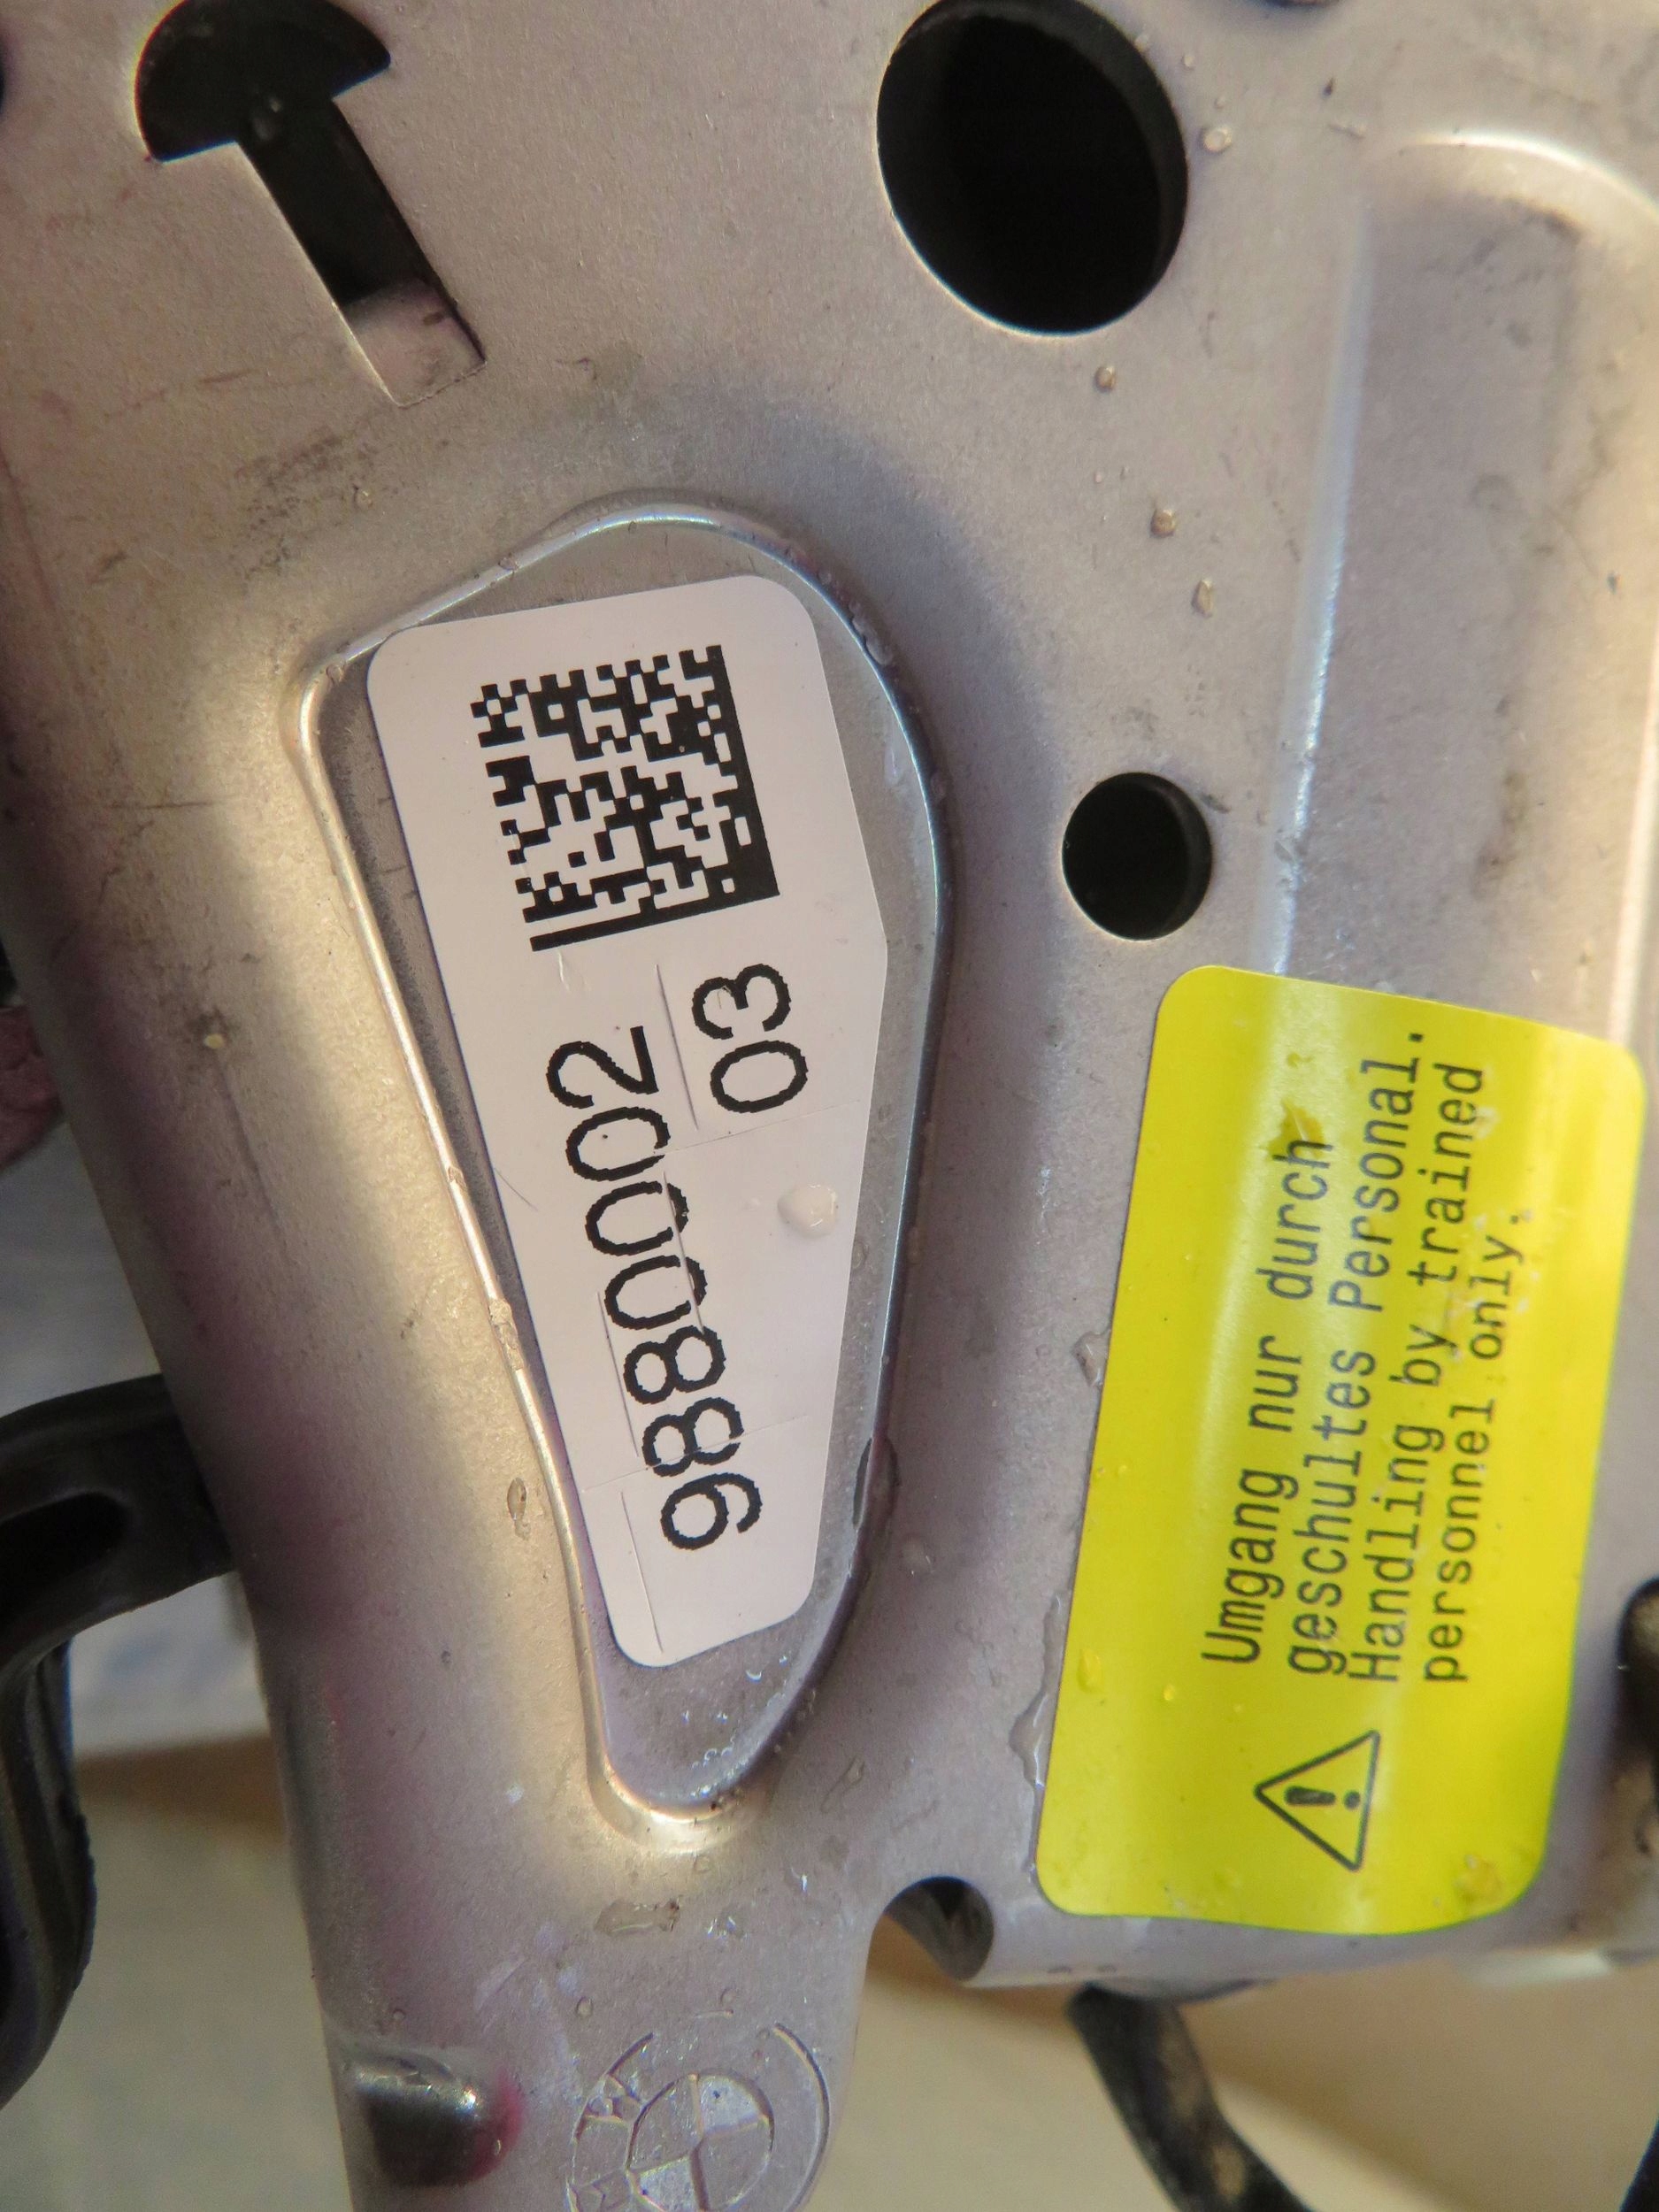 9880002
03
Umgang nur durch
geschultes Personal.
Handling by trained
personnel only.